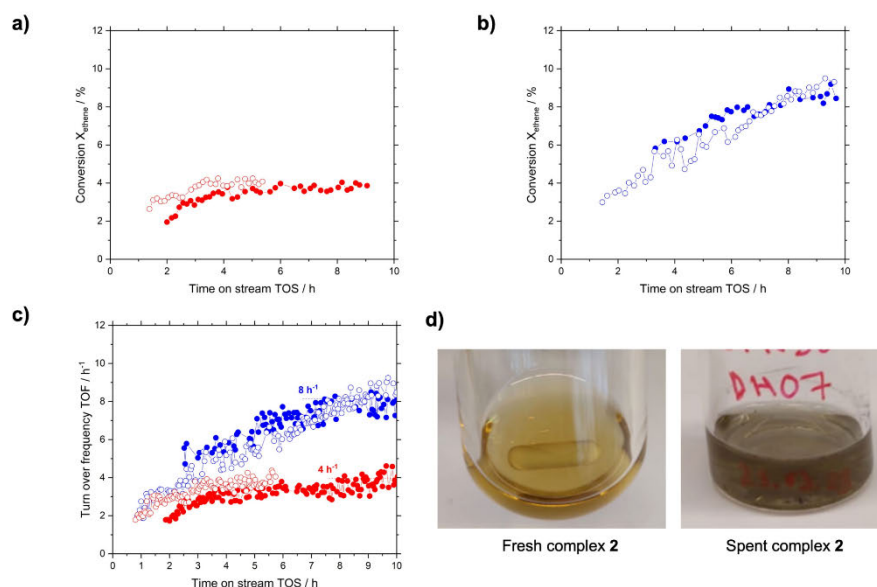 a)
12
10
8
6
4
2
0
Conversion Xethene / %
0 2 4 6 8 10
Time on stream TOS / h
b)
12
10
8
6
4
2
0
Conversion Xethene / %
0 2 4 6 8 10
Time on stream TOS / h
c)
12
10
8
6
4
2
0
Turn over frequency TOF / h⁻¹
8 h⁻¹
4 h⁻¹
0 1 2 3 4 5 6 7 8 9 10
Time on stream TOS / h
d)
DH07
Fresh complex 2
Spent complex 2